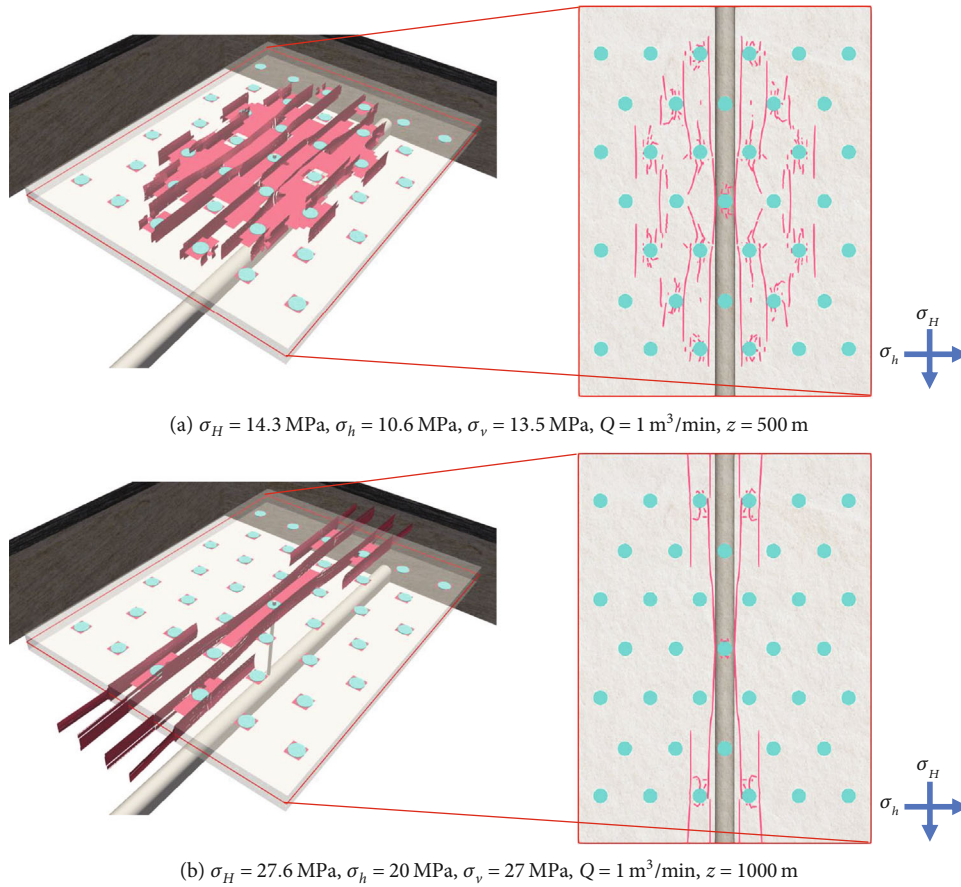 σH
σh
(a) σH = 14.3 MPa, σh = 10.6 MPa, σv = 13.5 MPa, Q = 1 m³/min, z = 500 m
σH
σh
(b) σH = 27.6 MPa, σh = 20 MPa, σv = 27 MPa, Q = 1 m³/min, z = 1000 m